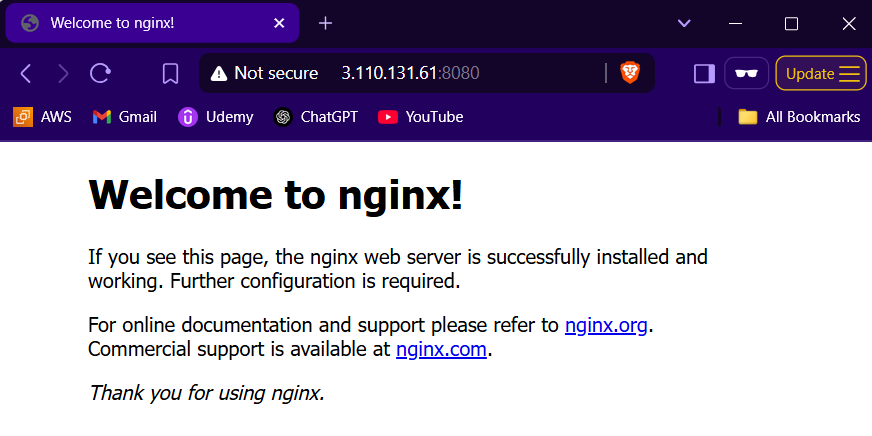 Welcome to nginx!
Not secure 3.110.131.61:8080
Update
AWS Gmail Udemy ChatGPT YouTube All Bookmarks
Welcome to nginx!
If you see this page, the nginx web server is successfully installed and
working. Further configuration is required.
For online documentation and support please refer to nginx.org.
Commercial support is available at nginx.com.
Thank you for using nginx.